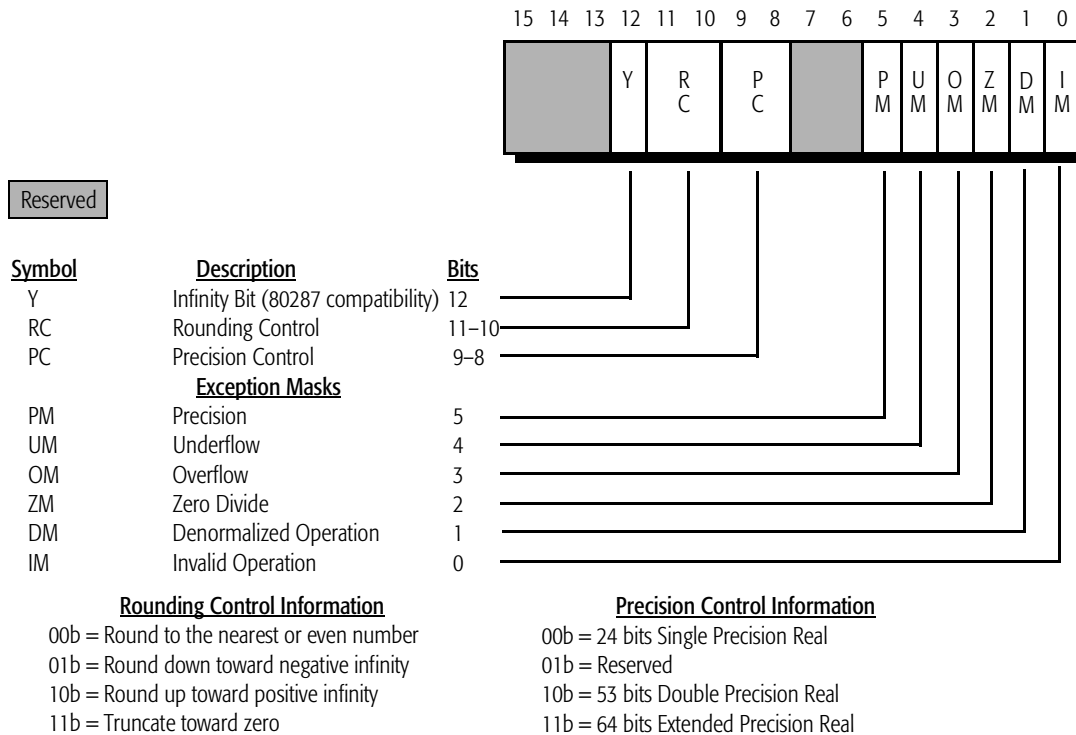 15 14 13 12 11 10 9 8 7 6 5 4 3 2 1 0
Y R C P C P M U M O M Z M D M I M
Reserved
Symbol Description Bits
Y Infinity Bit (80287 compatibility) 12
RC Rounding Control 11–10
PC Precision Control 9–8
Exception Masks
PM Precision 5
UM Underflow 4
OM Overflow 3
ZM Zero Divide 2
DM Denormalized Operation 1
IM Invalid Operation 0
Rounding Control Information
00b = Round to the nearest or even number
01b = Round down toward negative infinity
10b = Round up toward positive infinity
11b = Truncate toward zero
Precision Control Information
00b = 24 bits Single Precision Real
01b = Reserved
10b = 53 bits Double Precision Real
11b = 64 bits Extended Precision Real